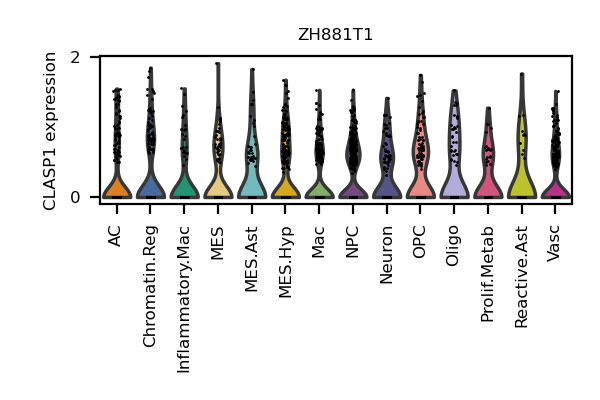 ZH881T1
CLASP1 expression
2
0
AC
Chromatin.Reg
Inflammatory.Mac
MES
MES.Ast
MES.Hyp
Mac
NPC
Neuron
OPC
Oligo
Prolif.Metab
Reactive.Ast
Vasc